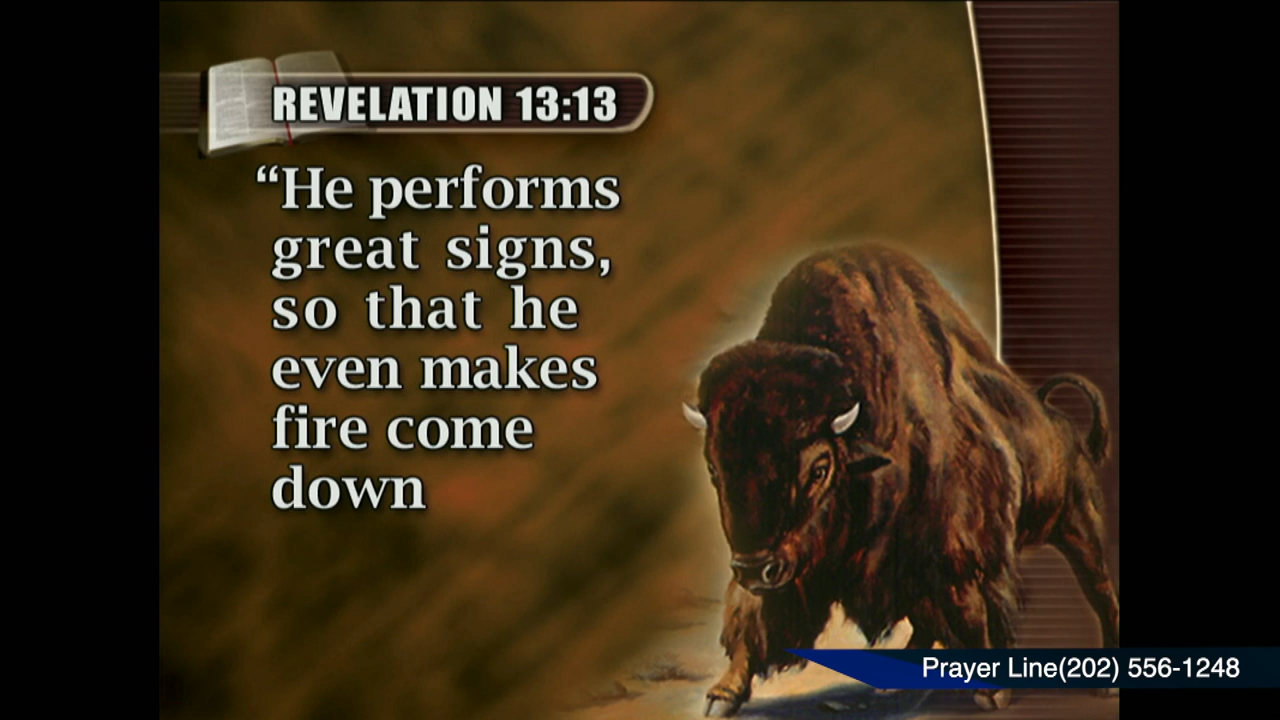 REVELATION 13:13
“He performs
great signs,
so that he
even makes
fire come
down
Prayer Line(202) 556-1248